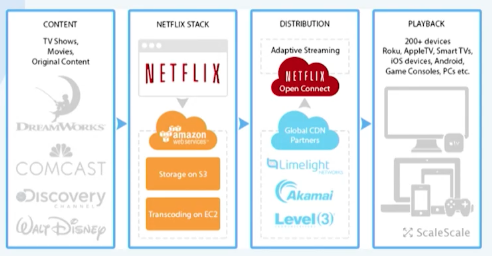 CONTENT
TV Shows,
Movies,
Original Content
DREAMWORKS
COMCAST
Discovery
CHANNEL
WALT DISNEY
NETFLIX STACK
NETFLIX
amazon
web services
Storage on S3
Transcoding on EC2
DISTRIBUTION
Adaptive Streaming
NETFLIX
Open Connect
Global CDN
Partners
Limelight
NETWORKS
Akamai
Level(3)
PLAYBACK
200+ devices
Roku, AppleTV, Smart TVs,
iOS devices, Android,
Game Consoles, PCs etc.
ScaleScale